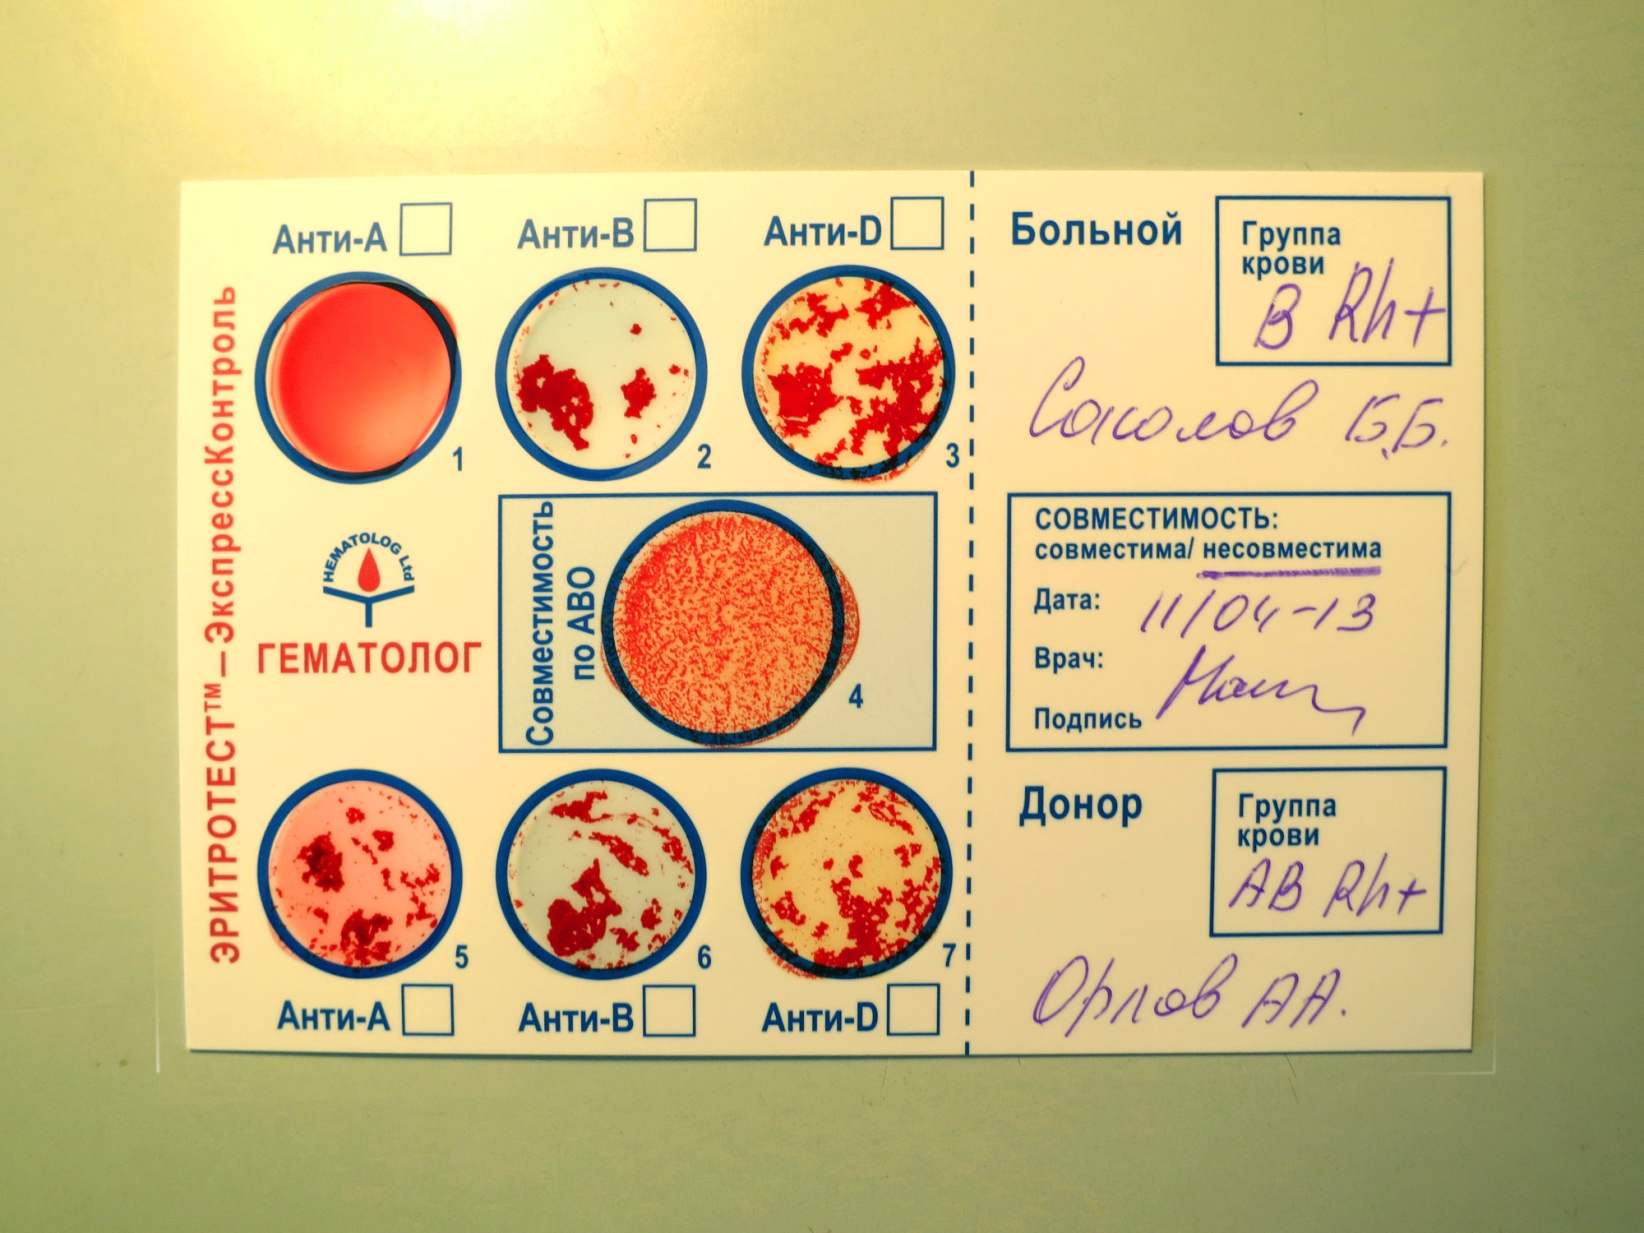 Анти-А
Анти-В
Анти-D
1
2
3
ЭРИТРОТЕСТ™–ЭкспрессКонтроль
HEMATOLOG Ltd
ГЕМАТОЛОГ
Совместимость
по АВО
4
5
6
7
Анти-А
Анти-В
Анти-D
Больной
Группа
крови
B Rh+
Соколов Б.Б.
СОВМЕСТИМОСТЬ:
совместима/ несовместима
Дата: 11/04-13
Врач:
Подпись
Донор
Группа
крови
AB Rh+
Орлов АА.